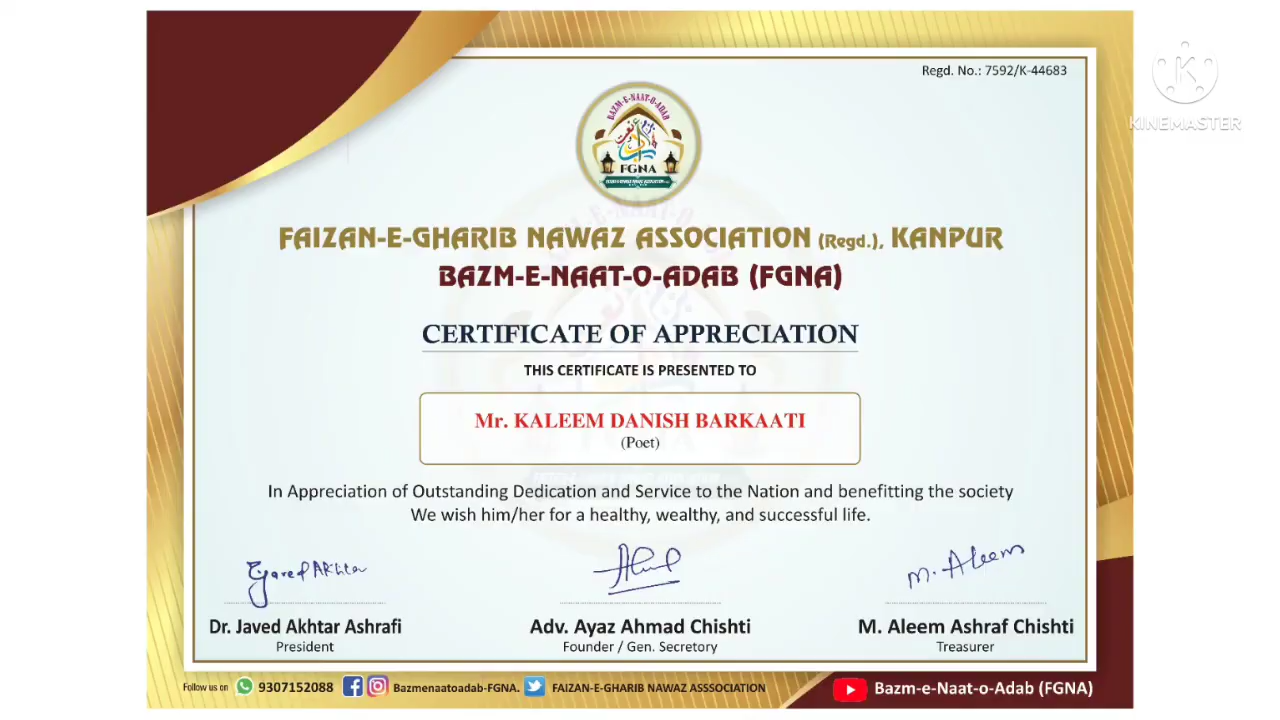 Regd. No.: 7592/K-44683
KINEMASTER
BAZM-E-NAAT-O-ADAB
FGNA
FAIZAN-E-GHARIB NAWAZ ASSOCIATION (Regd.), KANPUR
BAZM-E-NAAT-O-ADAB (FGNA)
CERTIFICATE OF APPRECIATION
THIS CERTIFICATE IS PRESENTED TO
Mr. KALEEM DANISH BARKAATI
(Poet)
In Appreciation of Outstanding Dedication and Service to the Nation and benefitting the society
We wish him/her for a healthy, wealthy, and successful life.
M. Aleem
Dr. Javed Akhtar Ashrafi
President
Adv. Ayaz Ahmad Chishti
Founder / Gen. Secretary
M. Aleem Ashraf Chishti
Treasurer
Follow us on 9307152088 Bazmenaatoadab-FGNA. FAIZAN-E-GHARIB NAWAZ ASSSOCIATION Bazm-e-Naat-o-Adab (FGNA)